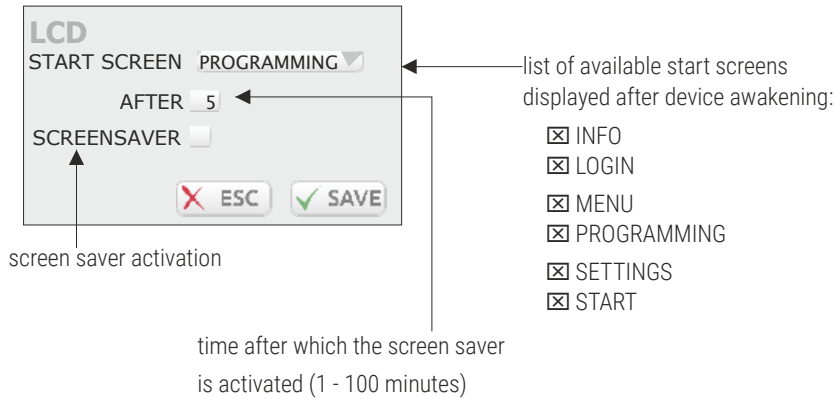 LCD
START SCREEN PROGRAMMING
AFTER 5
SCREENSAVER
ESC SAVE
screen saver activation
time after which the screen saver
is activated (1 - 100 minutes)
list of available start screens
displayed after device awakening:
☒ INFO
☒ LOGIN
☒ MENU
☒ PROGRAMMING
☒ SETTINGS
☒ START